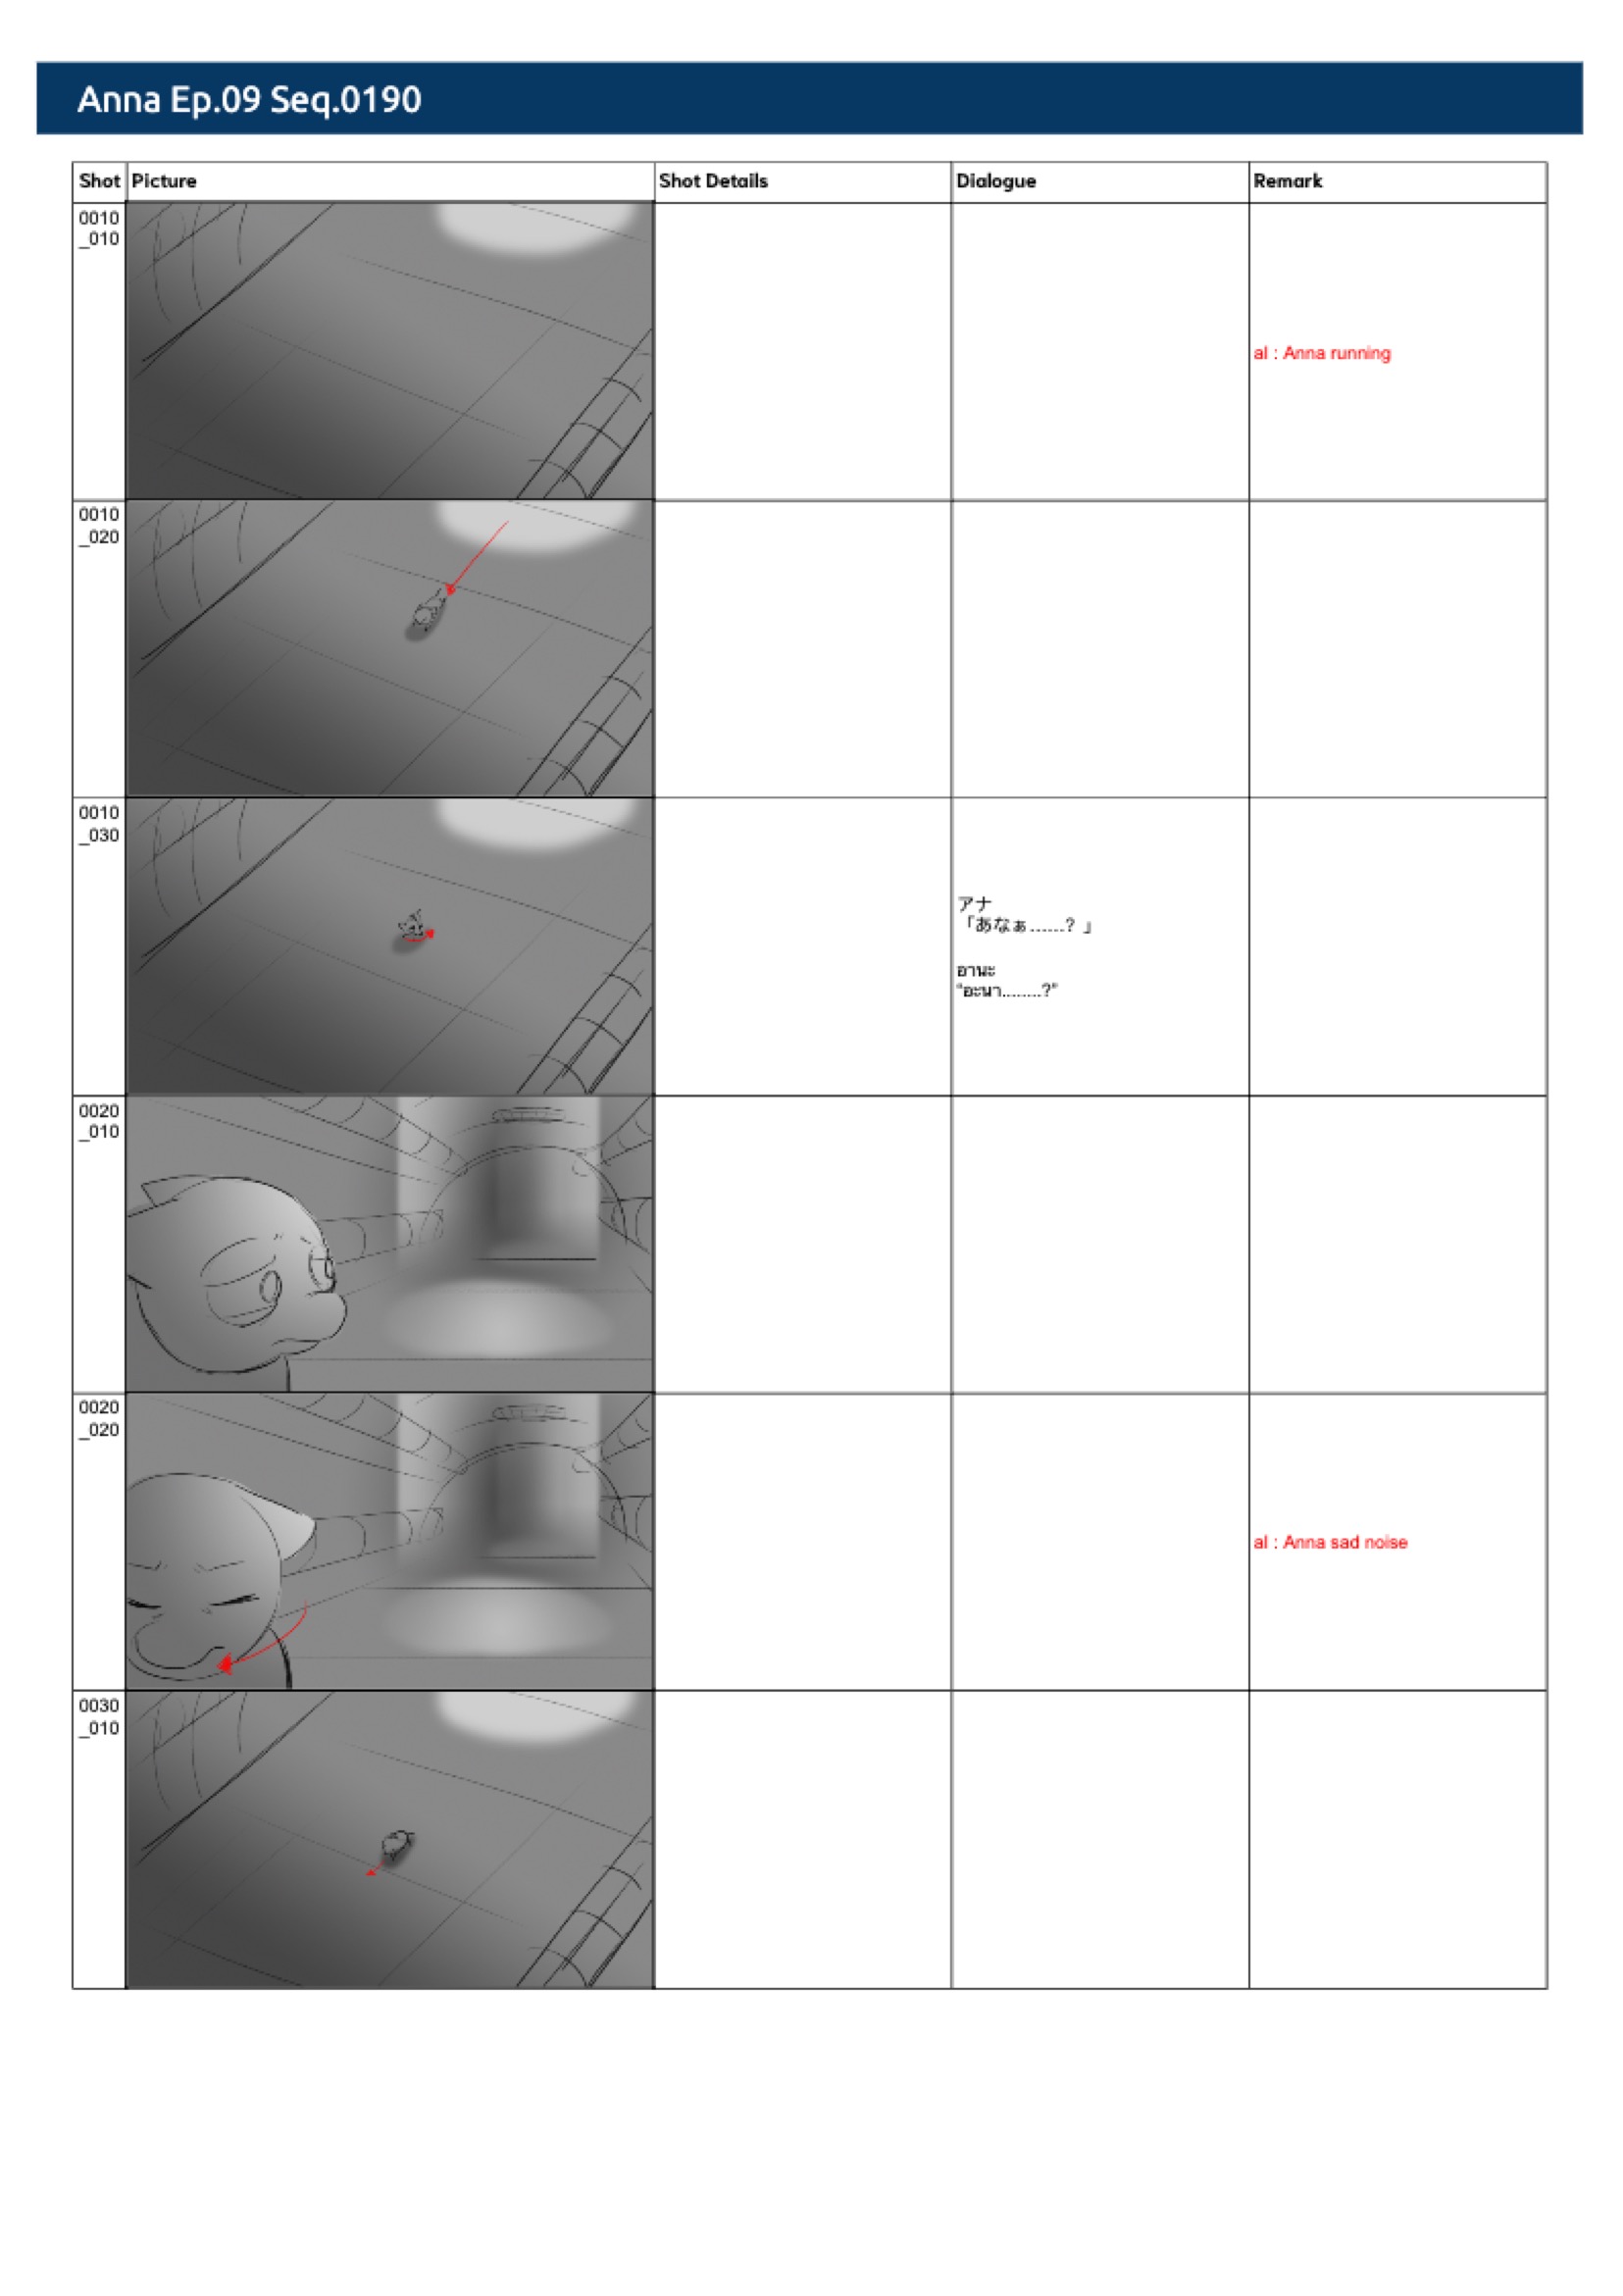 Anna Ep.09 Seq.0190
Shot Picture Shot Details Dialogue Remark
0010
_010
al : Anna running
0010
_020
0010
_030
アナ
「あなぁ......? 」
อานะ
"อะนา........?"
0020
_010
0020
_020
al : Anna sad noise
0030
_010